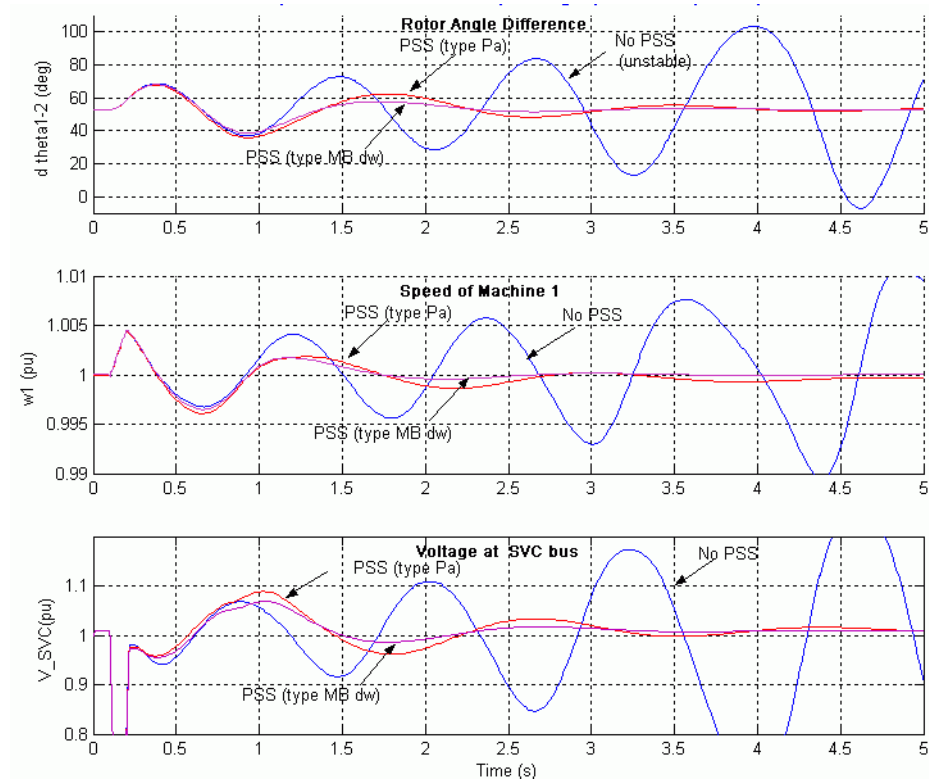 Rotor Angle Difference
PSS (type Pa)
No PSS
(unstable)
PSS (type MB dw)
d theta1-2 (deg)
100
80
60
40
20
0
0 0.5 1 1.5 2 2.5 3 3.5 4 4.5 5
Speed of Machine 1
PSS (type Pa)
No PSS
PSS (type MB dw)
w1 (pu)
1.01
1.005
1
0.995
0.99
0 0.5 1 1.5 2 2.5 3 3.5 4 4.5 5
Voltage at SVC bus
PSS (type Pa)
No PSS
PSS (type MB dw)
V_SVC(pu)
1.1
1
0.9
0.8
0 0.5 1 1.5 2 2.5 3 3.5 4 4.5 5
Time (s)